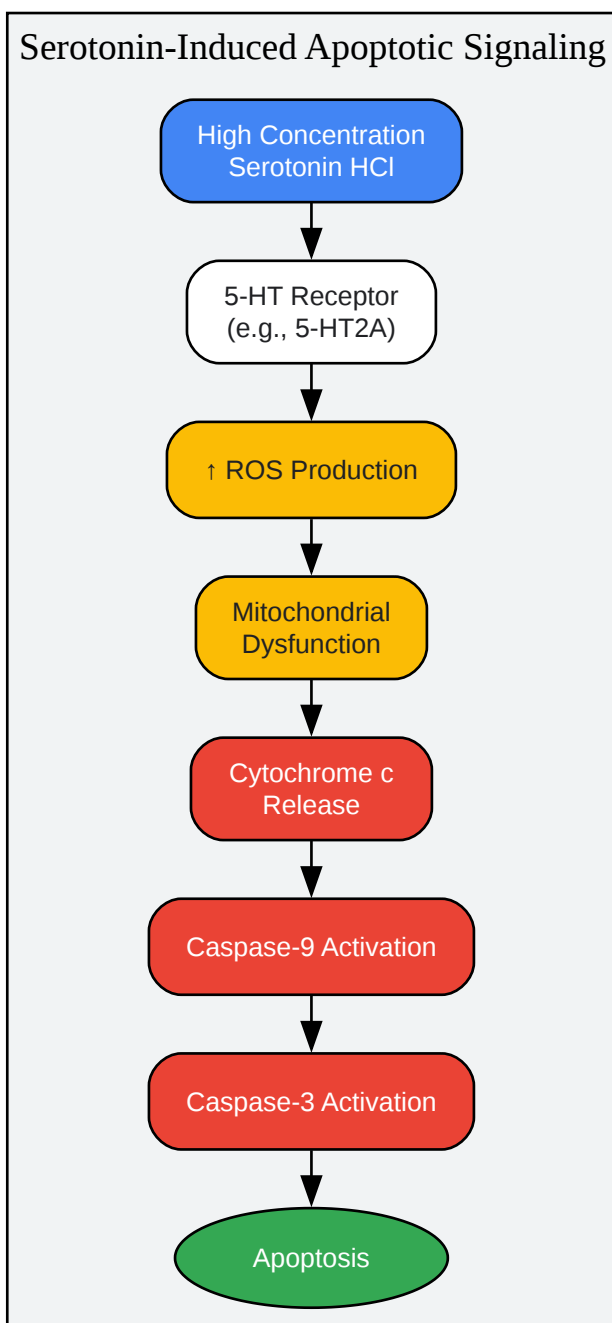 Serotonin-Induced Apoptotic Signaling
High Concentration
Serotonin HCl
5-HT Receptor
(e.g., 5-HT2A)
↑ ROS Production
Mitochondrial
Dysfunction
Cytochrome c
Release
Caspase-9 Activation
Caspase-3 Activation
Apoptosis